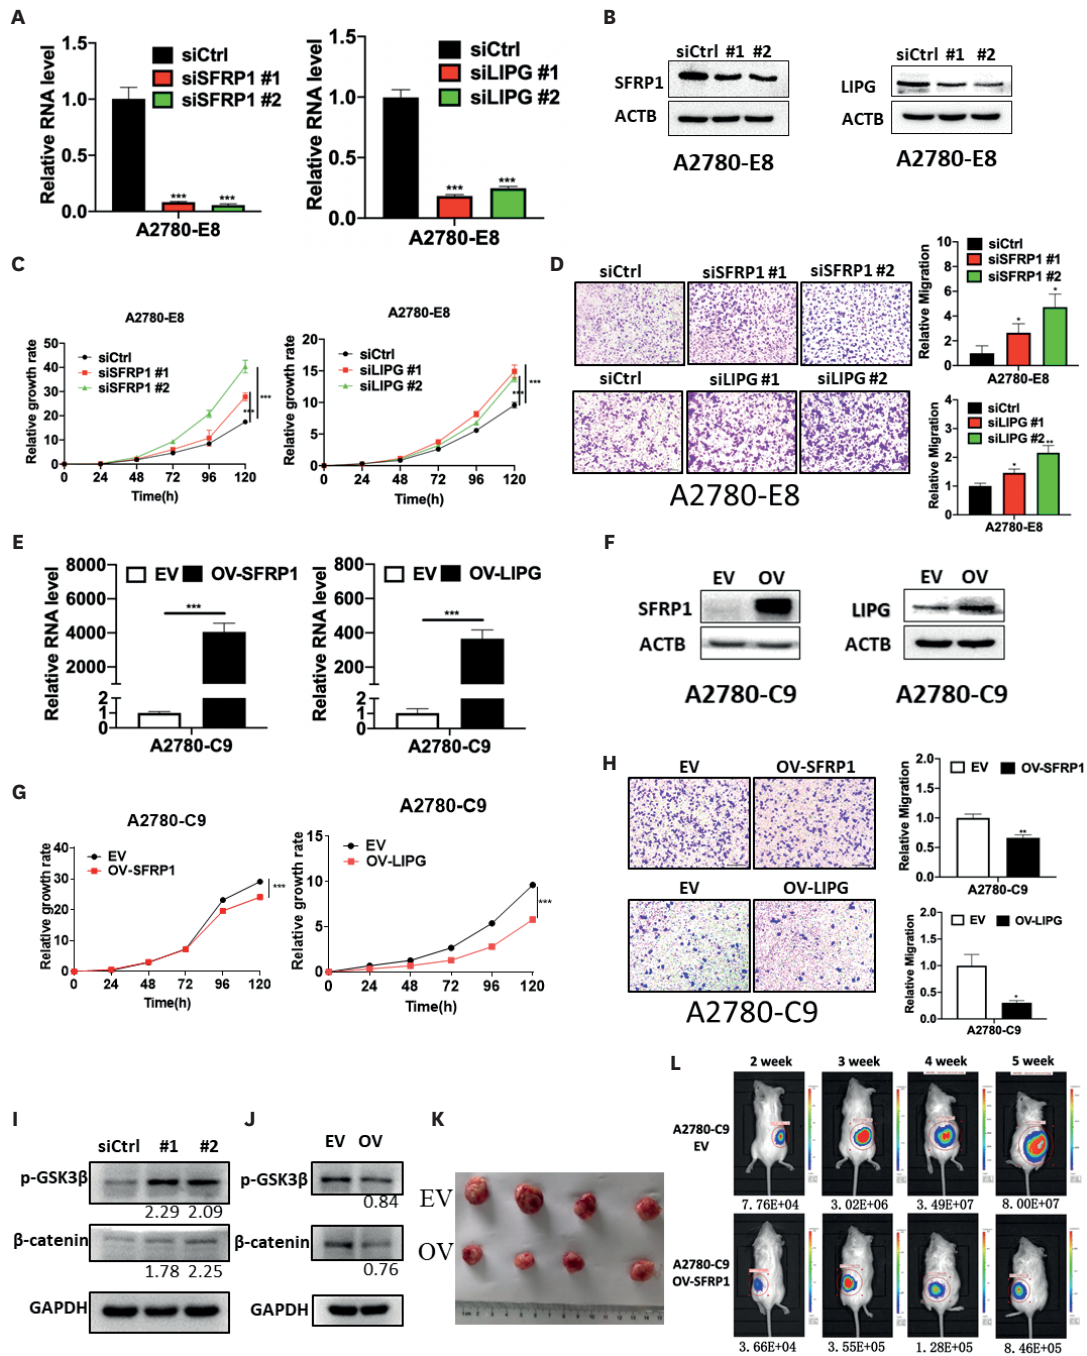 A
Relative RNA level
1.5
1.0
0.5
0.0
siCtrl
siSFRP1 #1
siSFRP1 #2
***
***
A2780-E8
Relative RNA level
1.5
1.0
0.5
0.0
siCtrl
siLIPG #1
siLIPG #2
***
***
A2780-E8
B
siCtrl #1 #2
SFRP1
ACTB
A2780-E8
siCtrl #1 #2
LIPG
ACTB
A2780-E8
C
A2780-E8
Relative growth rate
50
40
30
20
10
0
siCtrl
siSFRP1 #1
siSFRP1 #2
***
***
0 24 48 72 96 120
Time(h)
A2780-E8
Relative growth rate
20
15
10
5
0
siCtrl
siLIPG #1
siLIPG #2
***
***
0 24 48 72 96 120
Time(h)
D
siCtrl siSFRP1 #1 siSFRP1 #2
siCtrl siLIPG #1 siLIPG #2
A2780-E8
Relative Migration
10
8
6
4
2
0
siCtrl
siSFRP1 #1
siSFRP1 #2
*
*
A2780-E8
Relative Migration
4
3
2
1
0
siCtrl
siLIPG #1
siLIPG #2
*
**
A2780-E8
E
Relative RNA level
8000
6000
4000
2000
2
1
0
EV OV-SFRP1
***
A2780-C9
Relative RNA level
800
600
400
200
2
1
0
EV OV-LIPG
***
A2780-C9
F
EV OV
SFRP1
ACTB
A2780-C9
EV OV
LIPG
ACTB
A2780-C9
G
A2780-C9
Relative growth rate
40
30
20
10
0
EV
OV-SFRP1
***
0 24 48 72 96 120
Time(h)
A2780-C9
Relative growth rate
15
10
5
0
EV
OV-LIPG
***
0 24 48 72 96 120
Time(h)
H
EV OV-SFRP1
EV OV-LIPG
A2780-C9
Relative Migration
2.0
1.5
1.0
0.5
0.0
EV OV-SFRP1
**
A2780-C9
Relative Migration
2.0
1.5
1.0
0.5
0.0
EV OV-LIPG
*
A2780-C9
I
siCtrl #1 #2
p-GSK3β
2.29 2.09
β-catenin
1.78 2.25
GAPDH
J
EV OV
p-GSK3β
0.84
β-catenin
0.76
GAPDH
K
EV
OV
L
2 week 3 week 4 week 5 week
A2780-C9
EV
7.76E+04 3.02E+06 3.49E+07 8.00E+07
A2780-C9
OV-SFRP1
3.66E+04 3.55E+05 1.28E+05 8.46E+05